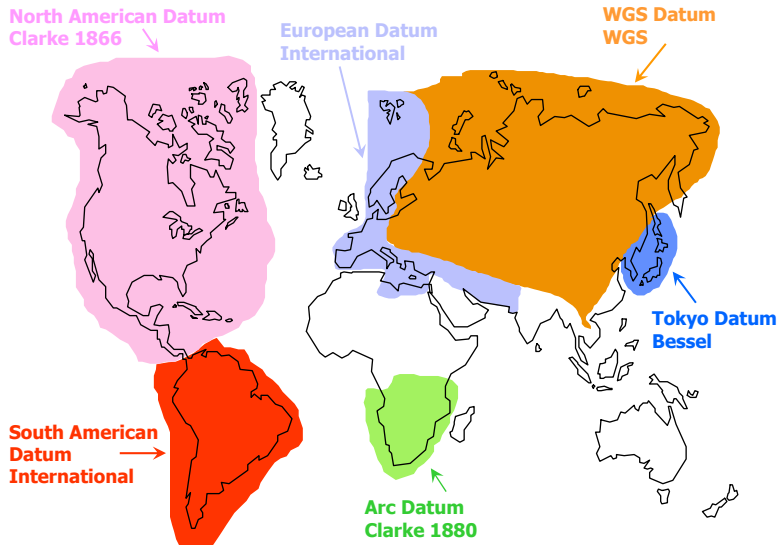 North American Datum
Clarke 1866
European Datum
International
WGS Datum
WGS
Tokyo Datum
Bessel
South American
Datum
International
Arc Datum
Clarke 1880